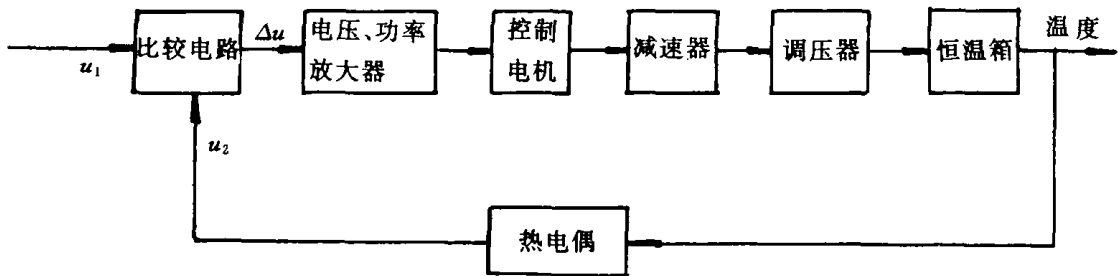 u₁
比较电路
Δu
电压、功率
放大器
控制
电机
减速器
调压器
恒温箱
温度
u₂
热电偶